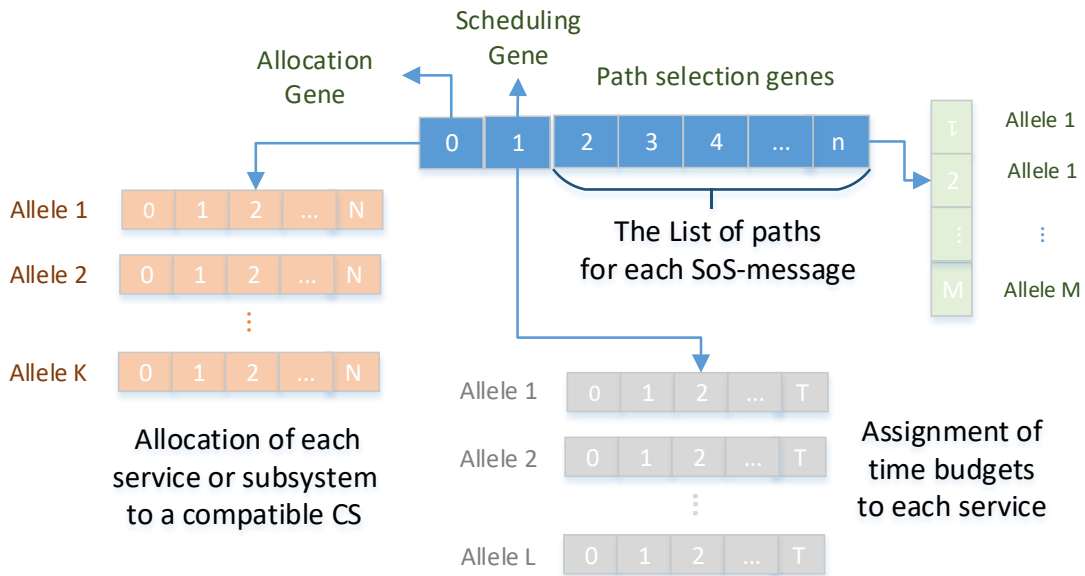 Scheduling
Gene
Allocation
Gene
Path selection genes
0 1 2 3 4 ... n
1 Allele 1
2 Allele 1
⋮ ⋮
M Allele M
The List of paths
for each SoS-message
Allele 1 0 1 2 ... N
Allele 2 0 1 2 ... N
⋮
Allele K 0 1 2 ... N
Allocation of each
service or subsystem
to a compatible CS
Allele 1 0 1 2 ... T
Allele 2 0 1 2 ... T
⋮
Allele L 0 1 2 ... T
Assignment of
time budgets
to each service